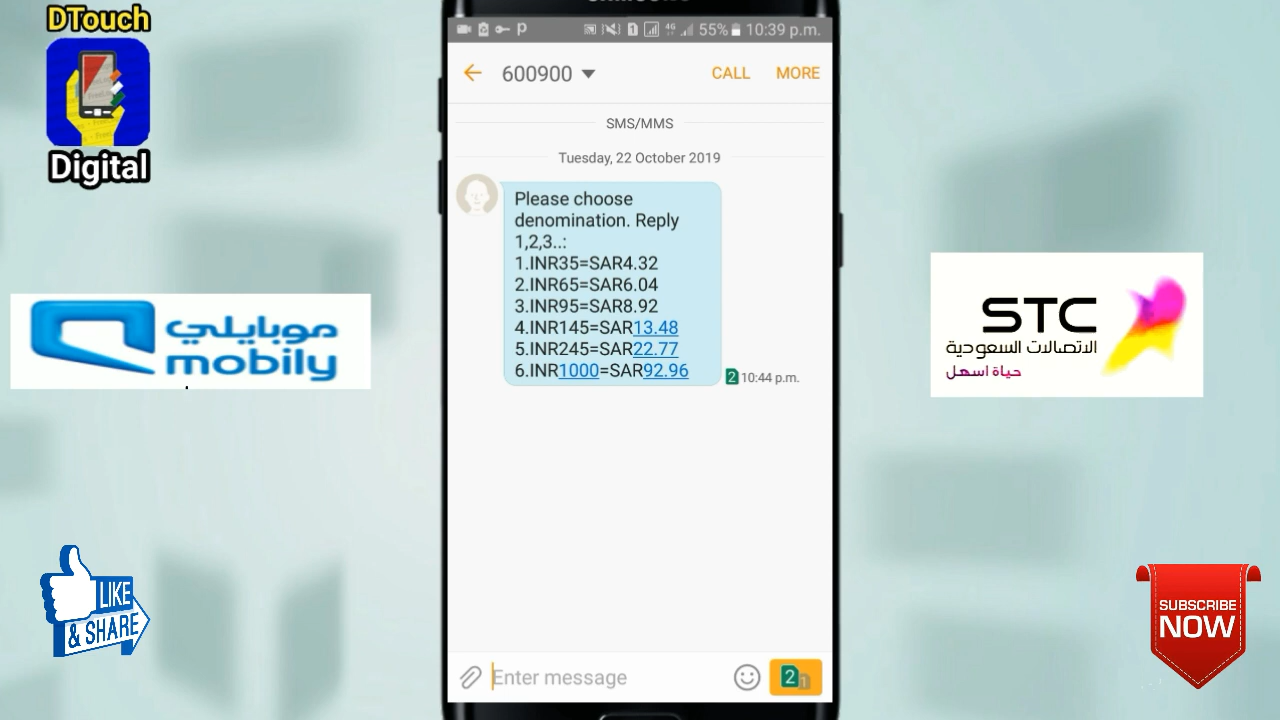 DTouch
Digital
55% 10:39 p.m.
600900
CALL
MORE
SMS/MMS
Tuesday, 22 October 2019
Please choose
denomination. Reply
1,2,3..:
1.INR35=SAR4.32
2.INR65=SAR6.04
3.INR95=SAR8.92
4.INR145=SAR13.48
5.INR245=SAR22.77
6.INR1000=SAR92.96
2 10:44 p.m.
موبايلي
mobily
STC
الاتصالات السعودية
حياة اسهل
LIKE
& SHARE
SUBSCRIBE
NOW
Enter message
2 1